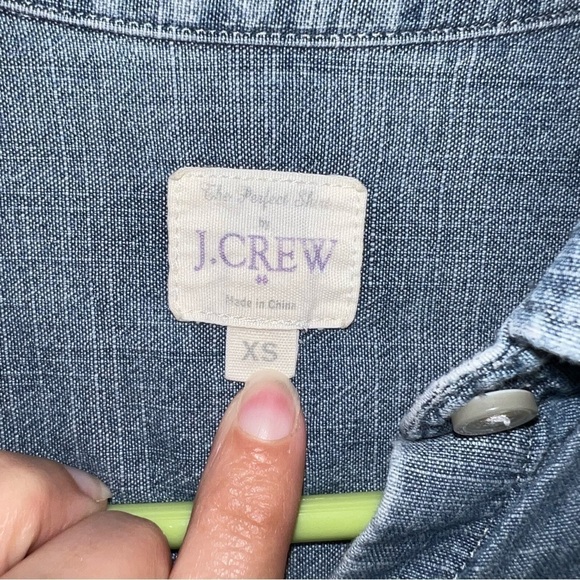 The Perfect Shirt
by
J.CREW
Made in China
XS